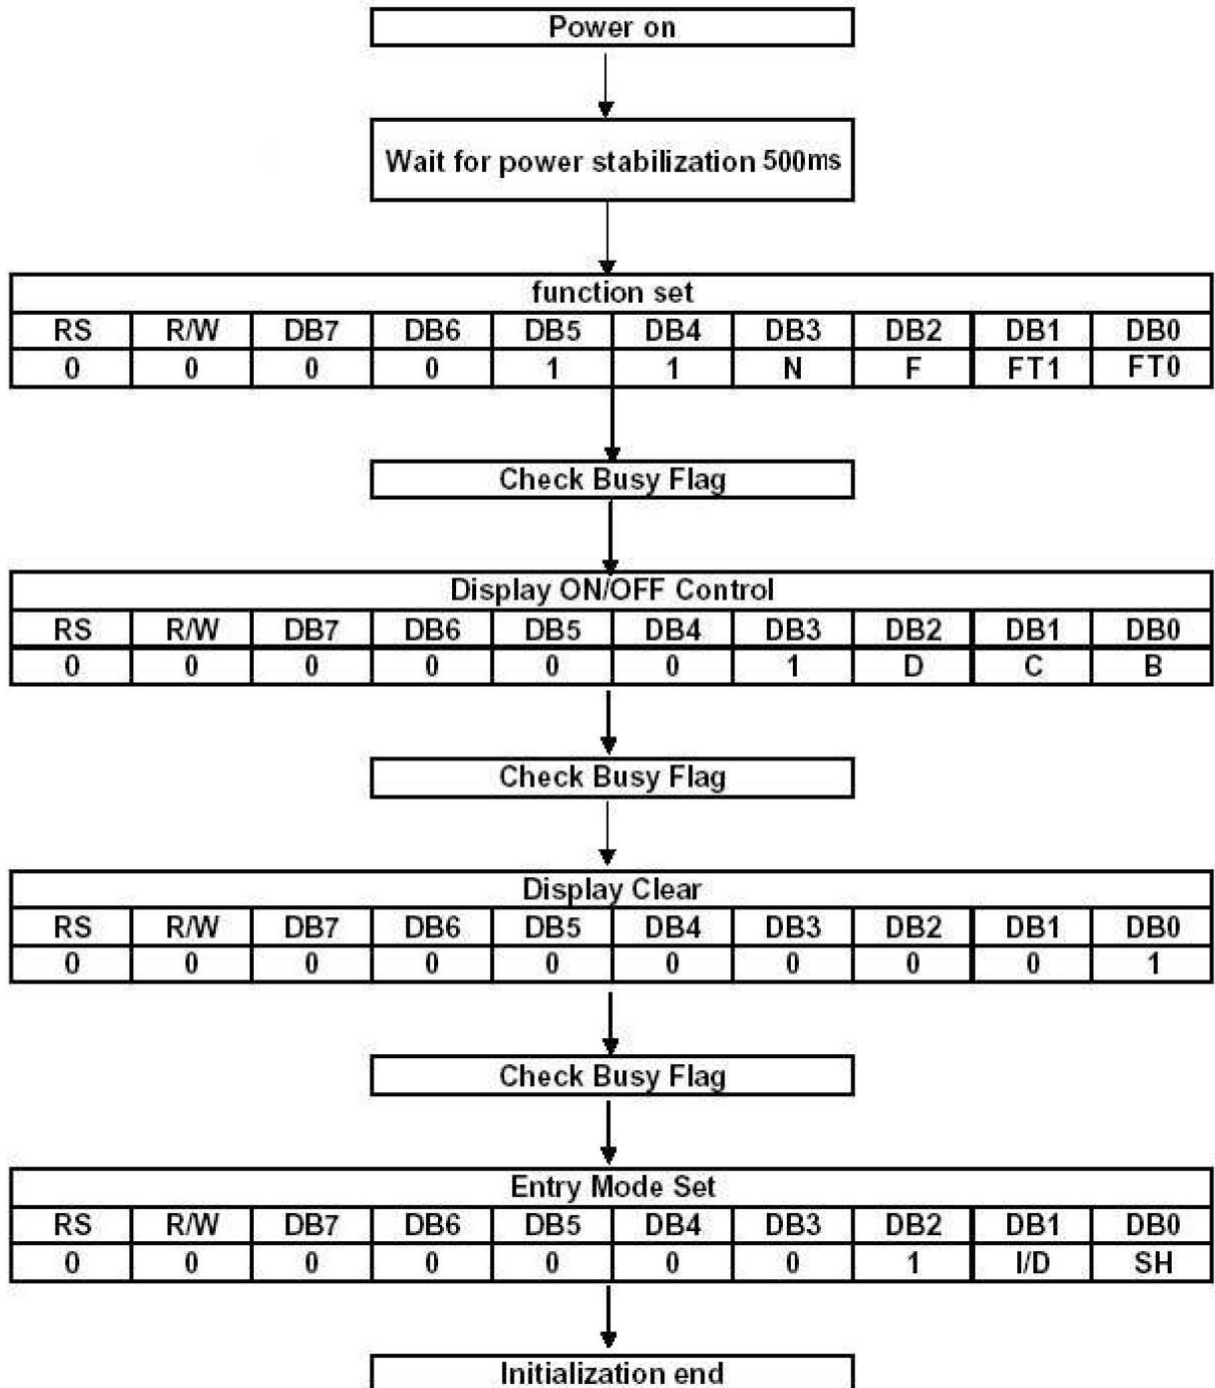 Power on
Wait for power stabilization 500ms
function set
RS R/W DB7 DB6 DB5 DB4 DB3 DB2 DB1 DB0
0 0 0 0 1 1 N F FT1 FT0
Check Busy Flag
Display ON/OFF Control
RS R/W DB7 DB6 DB5 DB4 DB3 DB2 DB1 DB0
0 0 0 0 0 0 1 D C B
Check Busy Flag
Display Clear
RS R/W DB7 DB6 DB5 DB4 DB3 DB2 DB1 DB0
0 0 0 0 0 0 0 0 0 1
Check Busy Flag
Entry Mode Set
RS R/W DB7 DB6 DB5 DB4 DB3 DB2 DB1 DB0
0 0 0 0 0 0 0 1 I/D SH
Initialization end